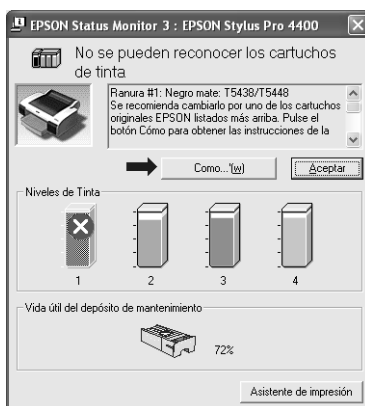 EPSON Status Monitor 3 : EPSON Stylus Pro 4400
No se pueden reconocer los cartuchos
de tinta
Ranura #1: Negro mate: T5438/T5448
Se recomienda cambiarlo por uno de los cartuchos
originales EPSON listados más arriba. Pulse el
botón Cómo para obtener las instrucciones de la
Como...'(w)
Aceptar
Niveles de Tinta
1 2 3 4
Vida útil del depósito de mantenimiento
72%
Asistente de impresión